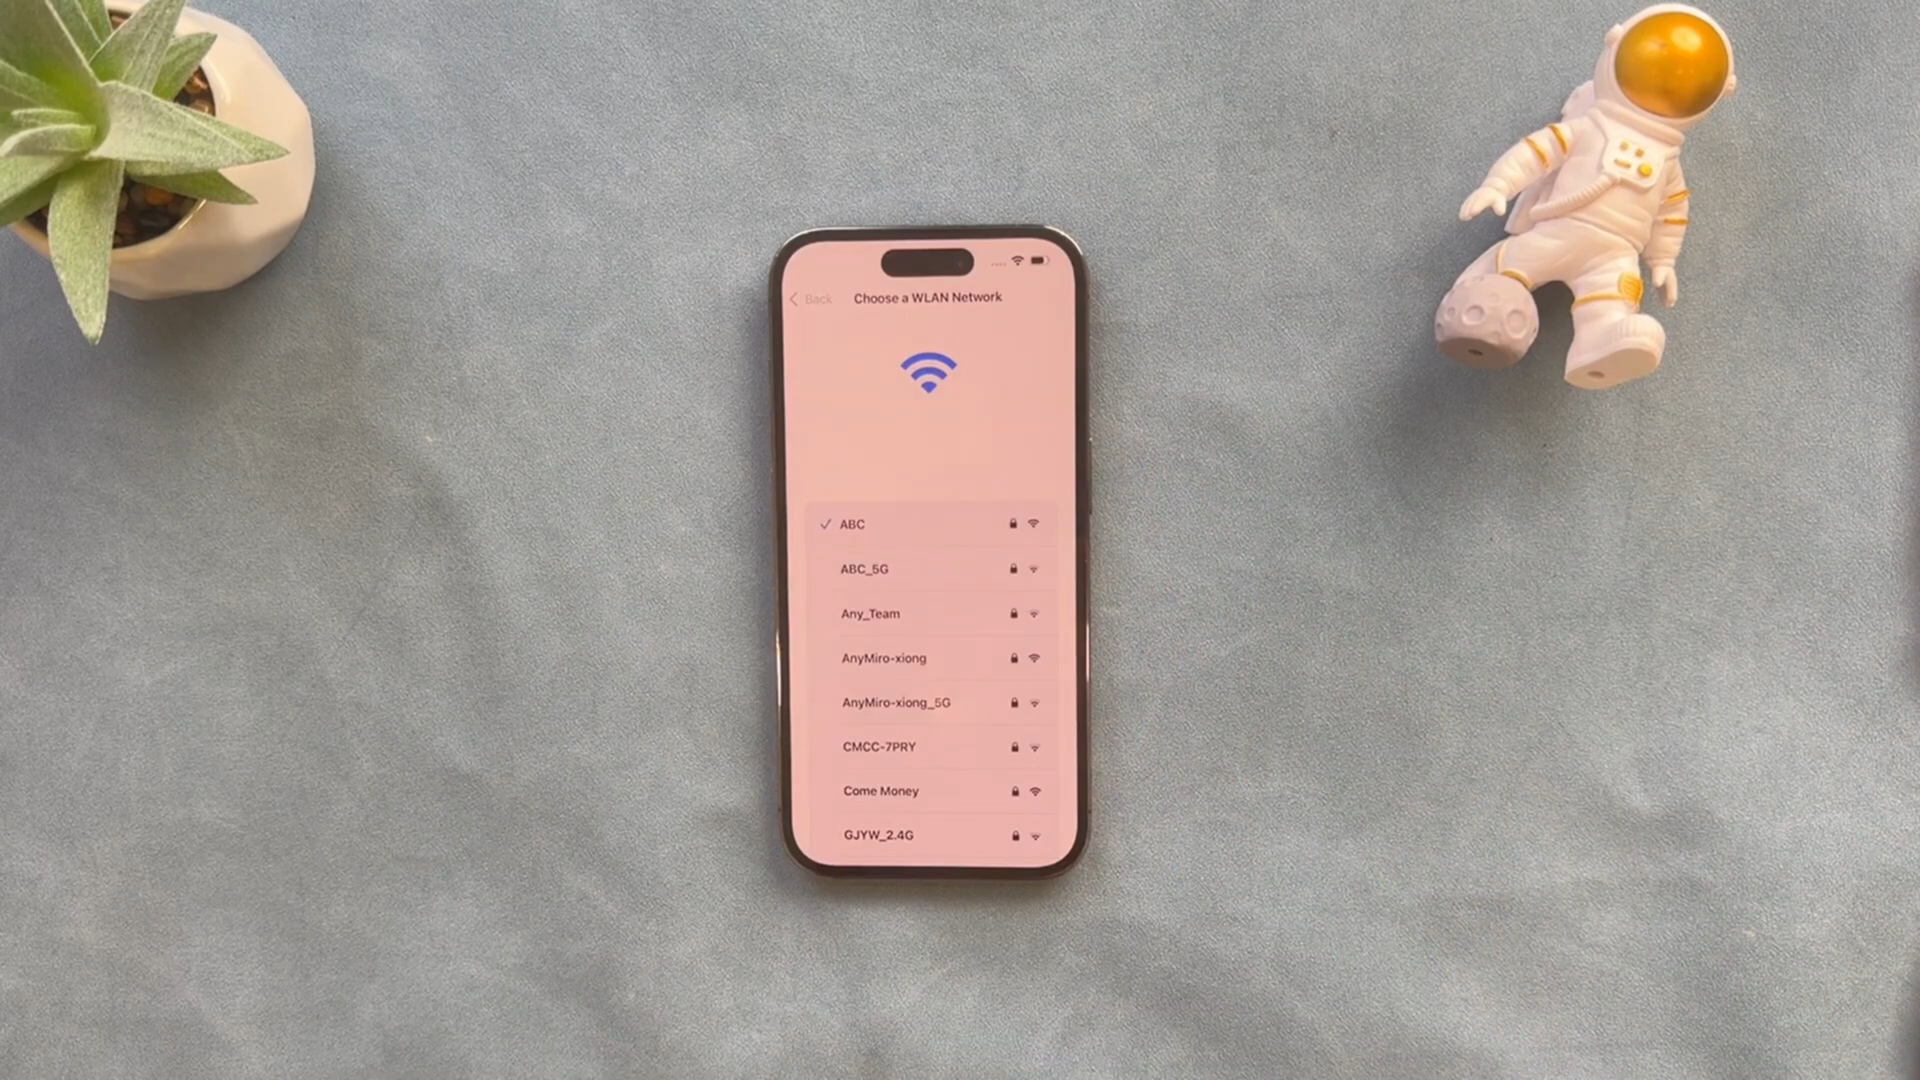 Back
Choose a WLAN Network
ABC
ABC_5G
Any_Team
AnyMiro-xiong
AnyMiro-xiong_5G
CMCC-7PRY
Come Money
GJYW_2.4G